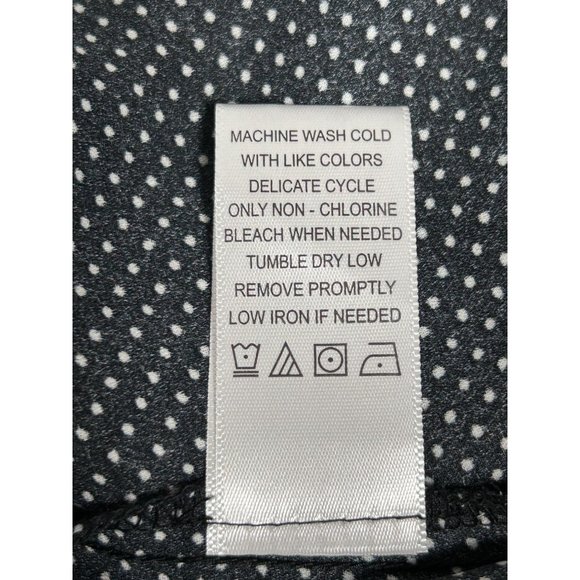 MACHINE WASH COLD
WITH LIKE COLORS
DELICATE CYCLE
ONLY NON - CHLORINE
BLEACH WHEN NEEDED
TUMBLE DRY LOW
REMOVE PROMPTLY
LOW IRON IF NEEDED